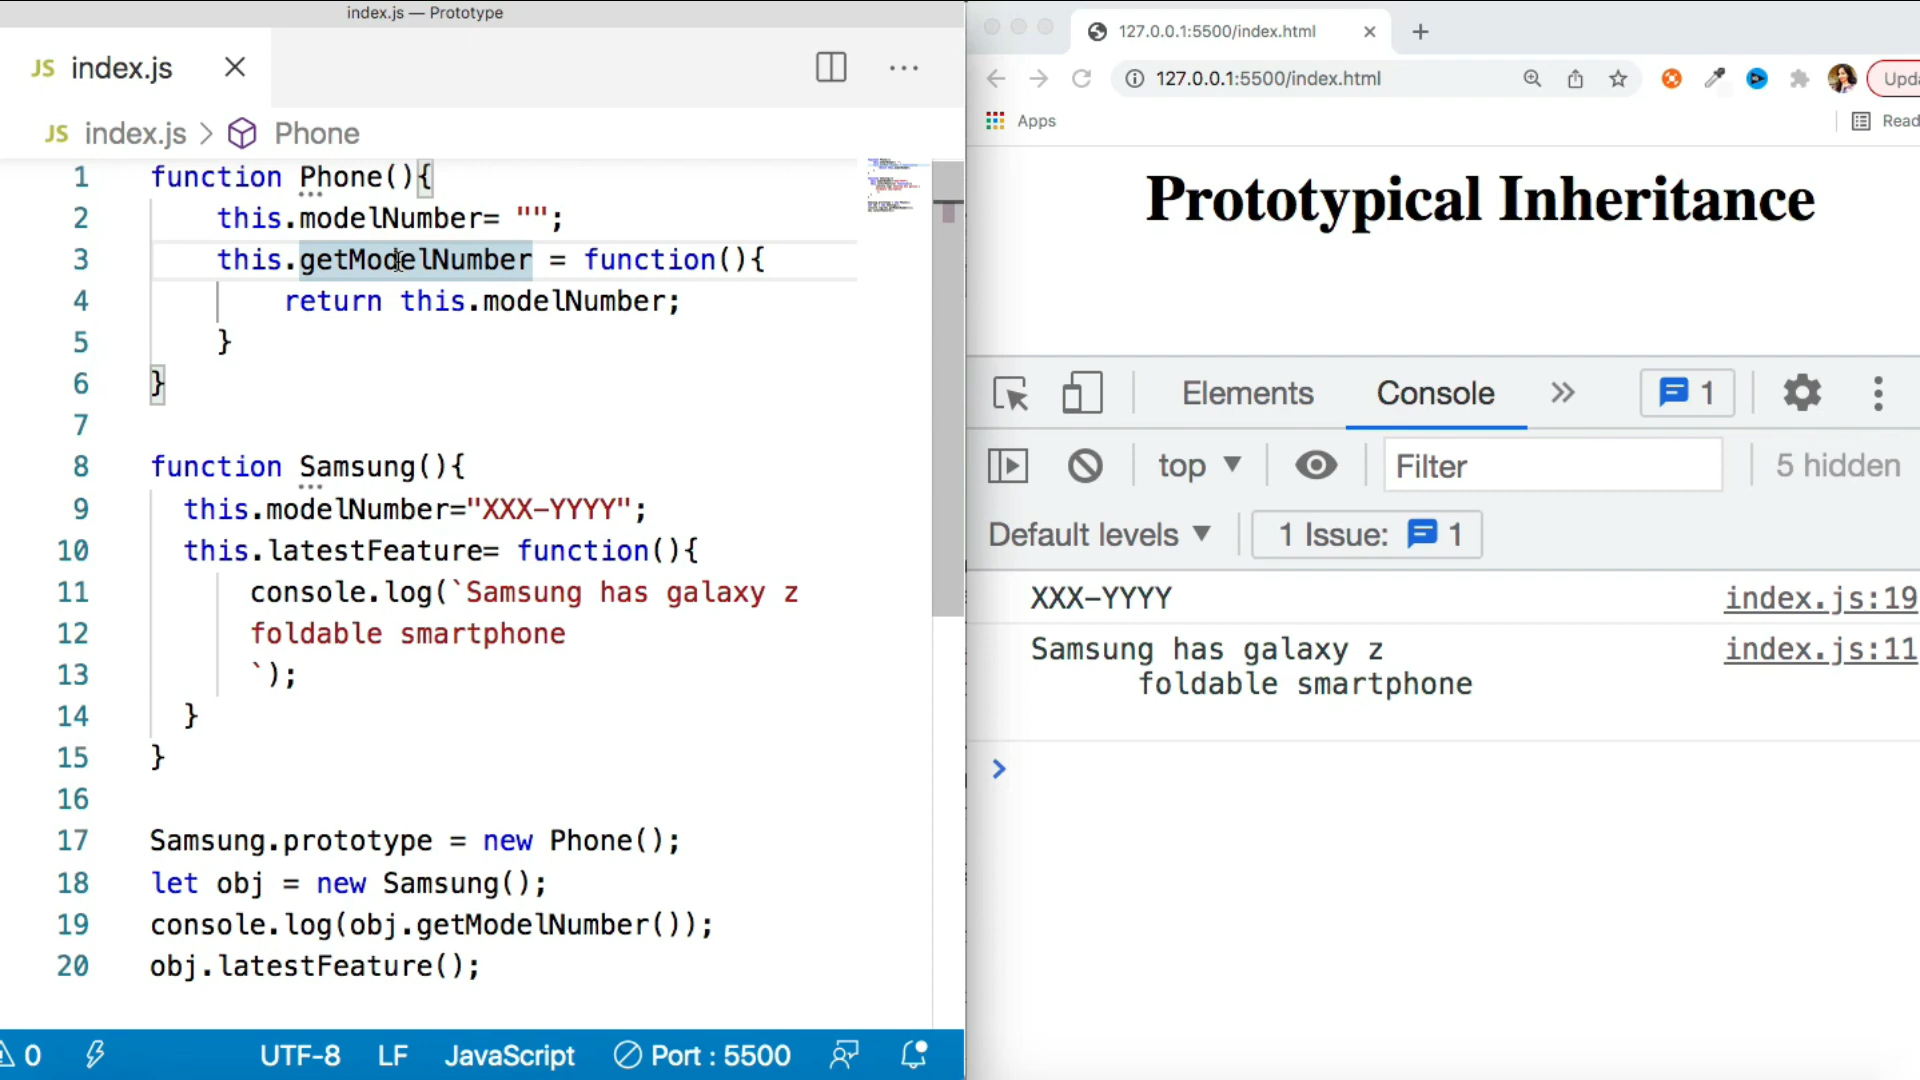 index.js — Prototype
JS index.js
JS index.js > Phone
1 function Phone(){
2 this.modelNumber= "";
3 this.getModelNumber = function(){
4 return this.modelNumber;
5 }
6 }
7
8 function Samsung(){
9 this.modelNumber="XXX-YYYY";
10 this.latestFeature= function(){
11 console.log(`Samsung has galaxy z
12 foldable smartphone
13 `);
14 }
15 }
16
17 Samsung.prototype = new Phone();
18 let obj = new Samsung();
19 console.log(obj.getModelNumber());
20 obj.latestFeature();
0 UTF-8 LF JavaScript Port : 5500
127.0.0.1:5500/index.html
127.0.0.1:5500/index.html Upda
Apps Read
Prototypical Inheritance
Elements Console 1
top Filter 5 hidden
Default levels 1 Issue: 1
XXX-YYYY index.js:19
Samsung has galaxy z index.js:11
foldable smartphone